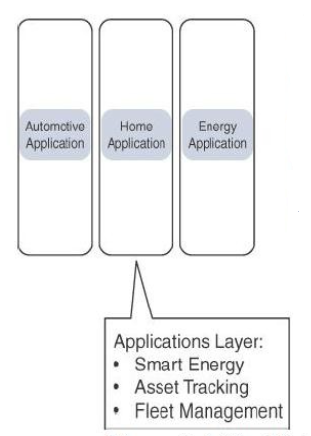 Automotive Home Energy
Application Application Application
Applications Layer:
• Smart Energy
• Asset Tracking
• Fleet Management